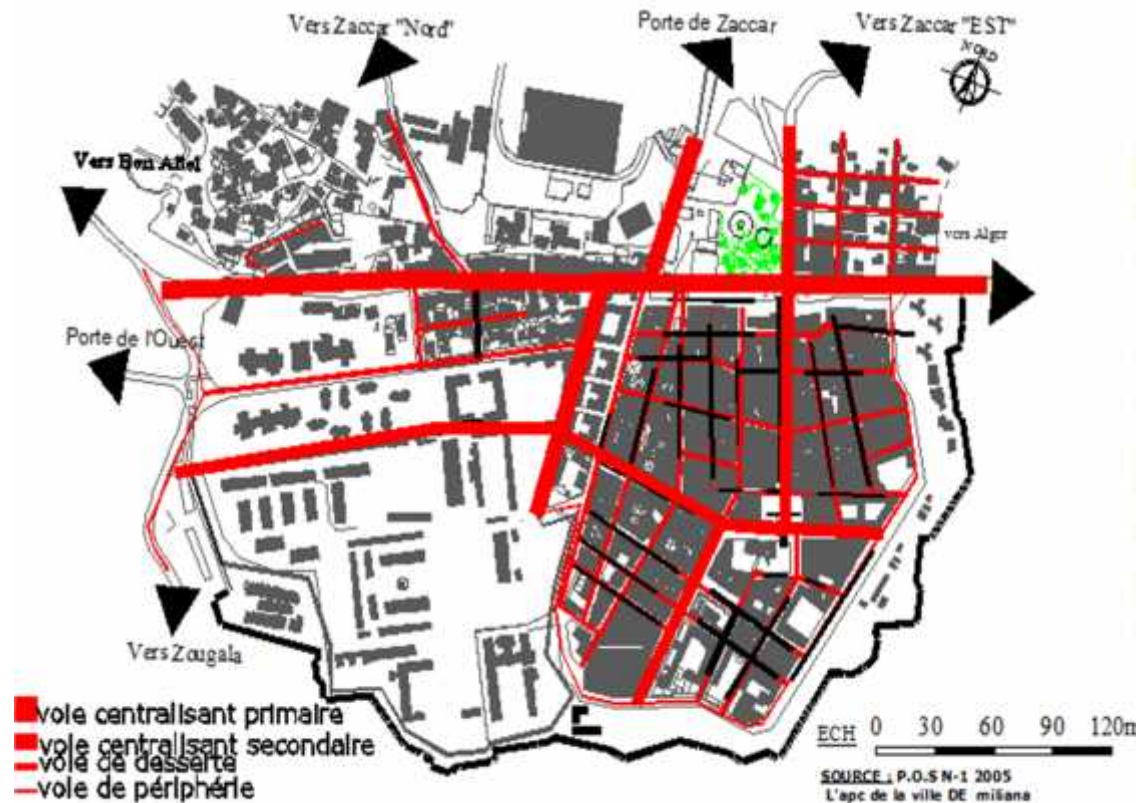 Vers Zaccar "Nord"
Porte de Zaccar
Vers Zaccar "EST"
NORD
Vers Ben Allel
vers Alger
Porte de l'Ouest
Vers Zougala
voie centralisant primaire
voie centralisant secondaire
voie de desserte
voie de périphérie
ECH 0 30 60 90 120m
SOURCE : P.O.S N-1 2005
L'apc de la ville DE miliana